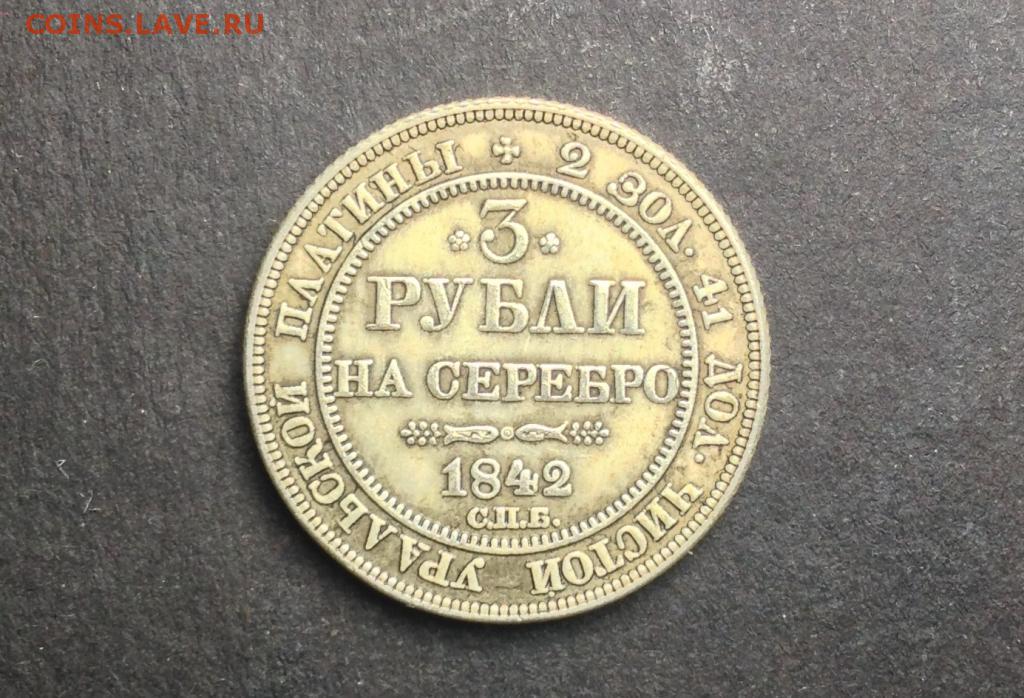 COINS.LAVE.RU
2 ЗОЛ. 41 ДОЛ. ЧИСТОЙ УРАЛЬСКОЙ ПЛАТИНЫ
3
РУБЛИ
НА СЕРЕБРО
1842
С.П.Б.